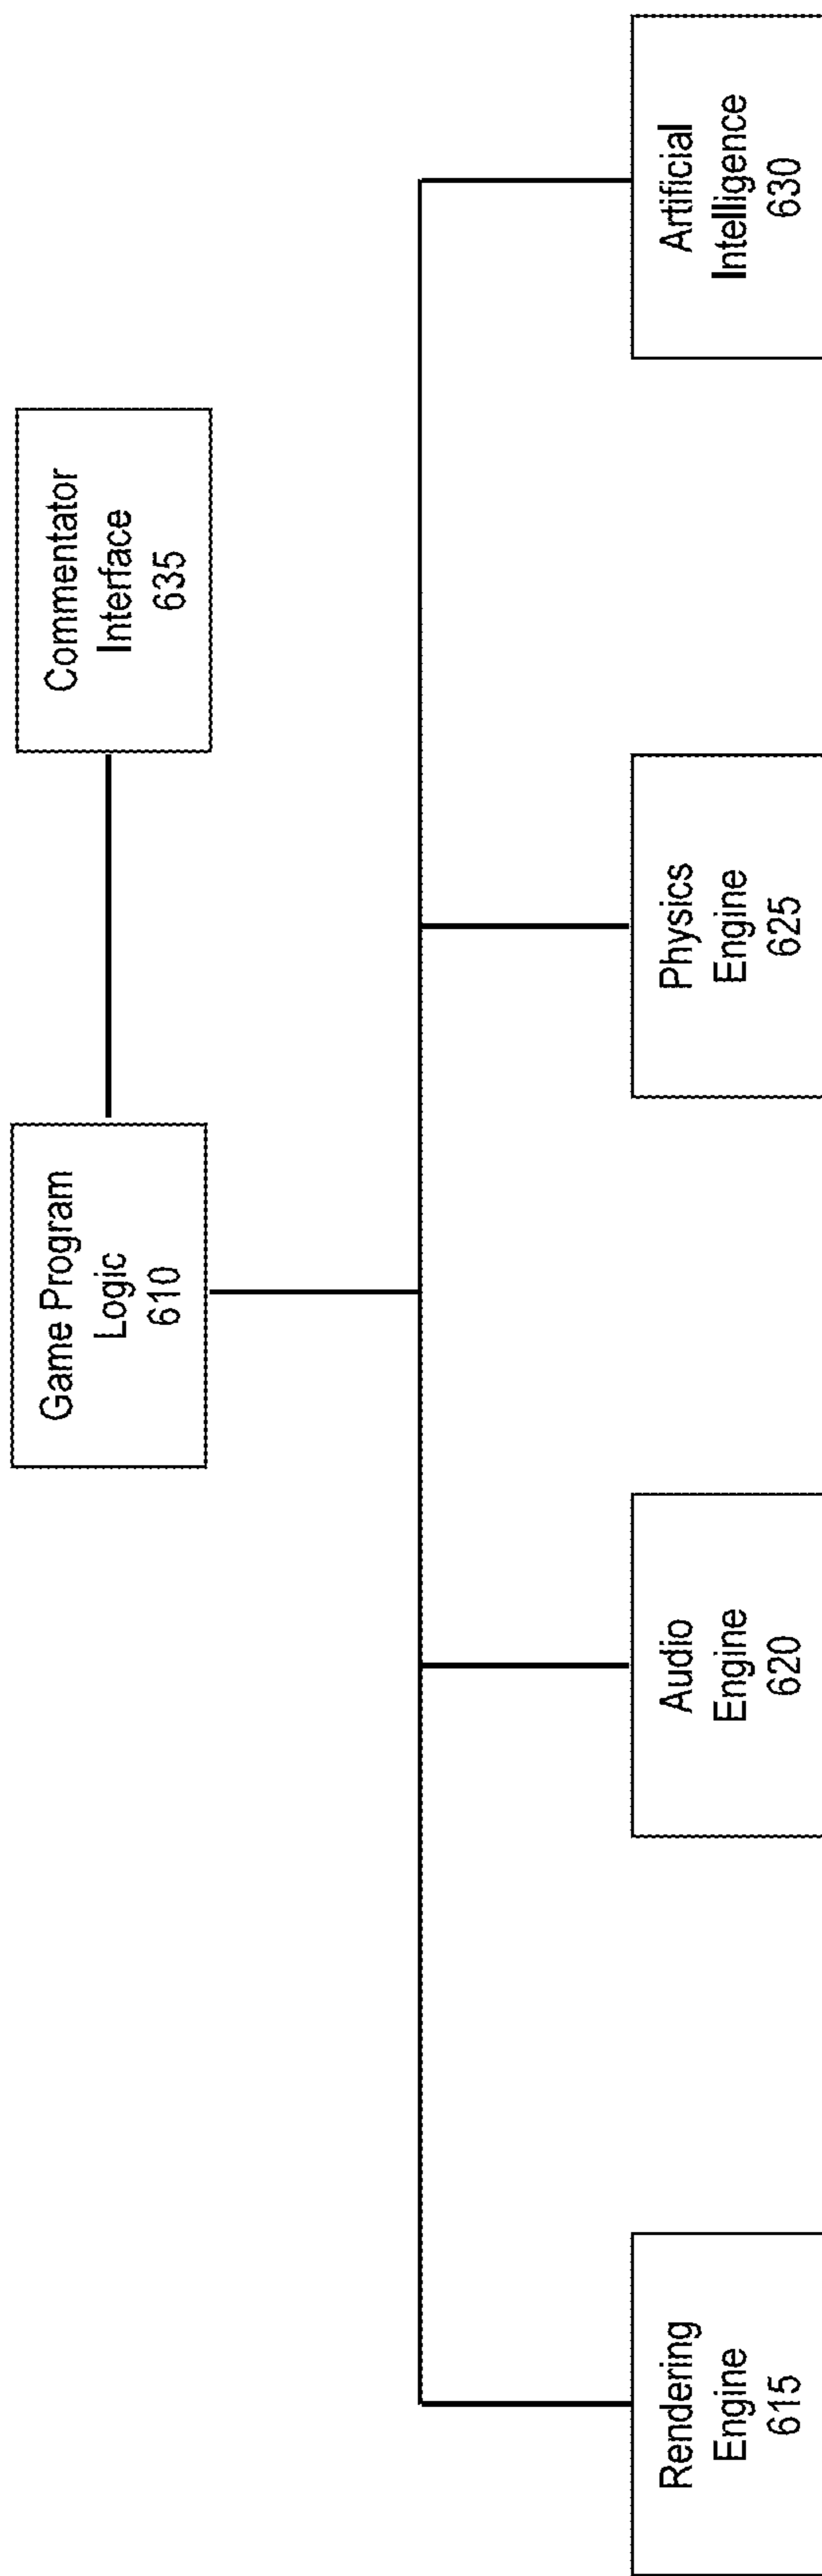 Game Program
Logic
610
Commentator
Interface
635
Rendering
Engine
615
Audio
Engine
620
Physics
Engine
625
Artificial
Intelligence
630